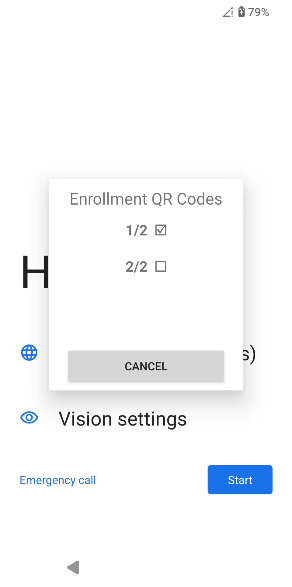 79%
Enrollment QR Codes
1/2 ☑
2/2 ☐
H
s)
CANCEL
Vision settings
Emergency call
Start